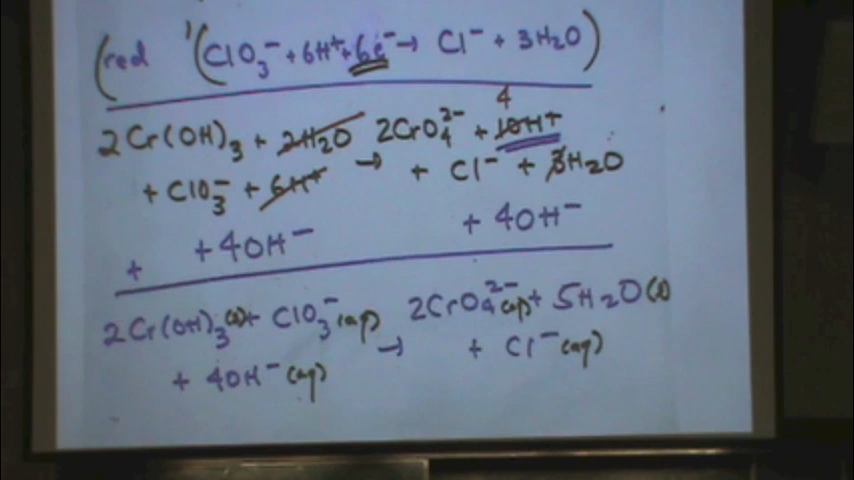 (red 1(ClO₃⁻ + 6H⁺ + 6e⁻ → Cl⁻ + 3H₂O)
2Cr(OH)₃ + 2H₂O → 2CrO₄²⁻ + 10H⁺ 4
+ ClO₃⁻ + 6H⁺ + Cl⁻ + 3H₂O
+ + 4OH⁻ + 4OH⁻
2Cr(OH)₃(s) + ClO₃⁻(aq) → 2CrO₄²⁻(aq) + 5H₂O(l)
+ 4OH⁻(aq) + Cl⁻(aq)